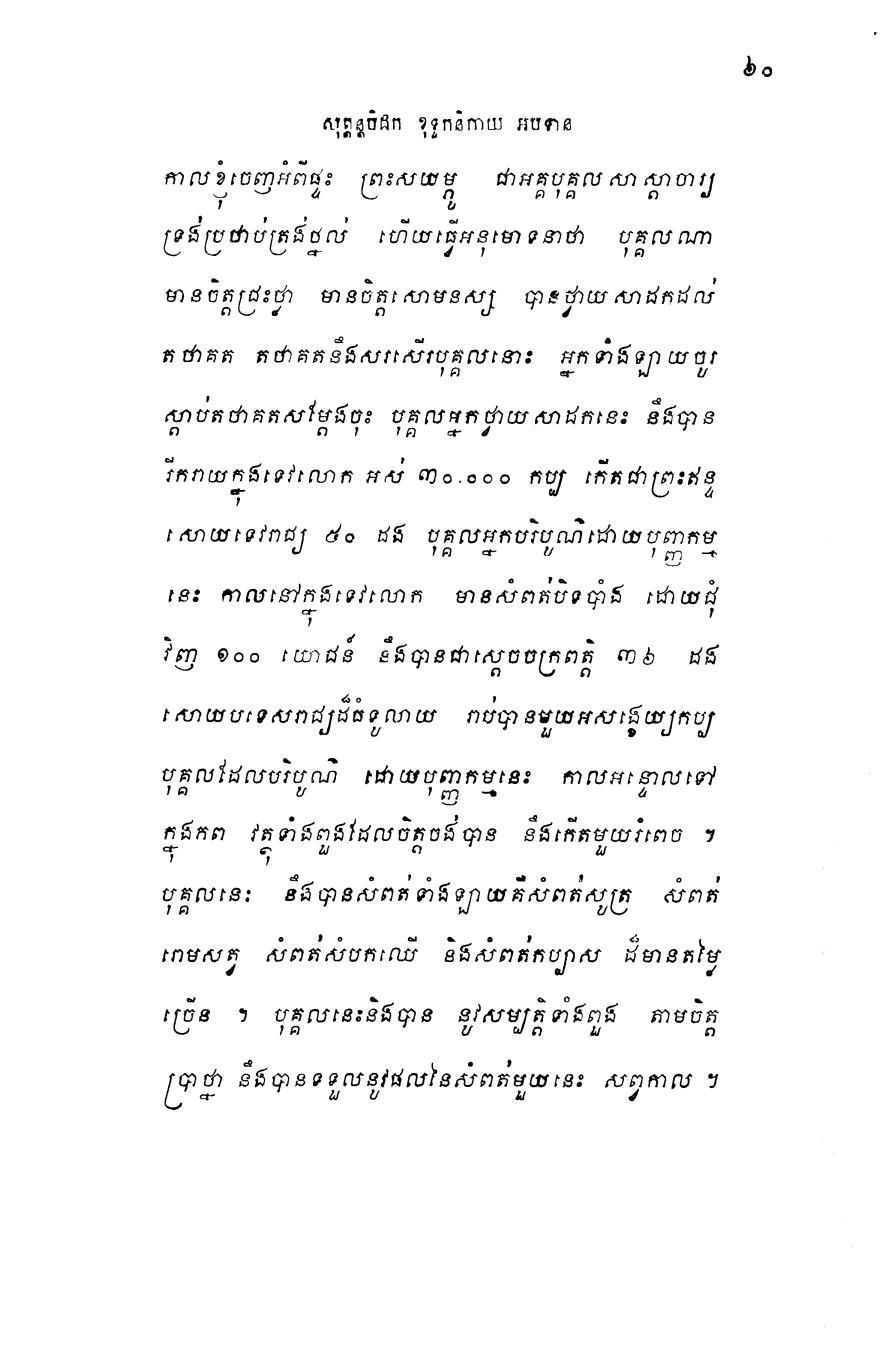 ៦០
សុត្តន្តបិដក ខុទ្ទកនិកាយ អបទាន
កាលខ្ញុំចេញអំពីផ្ទះ ព្រះសយម្ភូ ជាអគ្គបុគ្គល សាស្តាចារ្យ
ទ្រង់ប្រថាប់ត្រង់ថ្នល់ ហើយធ្វើអនុមោទនាថា បុគ្គលណា
មានចិត្តជ្រះថ្លា មានចិត្តសោមនស្ស បានថ្វាយសាដកដល់
តថាគត តថាគតនឹងសរសើរបុគ្គលនោះ អ្នកទាំងឡាយចូរ
ស្តាប់តថាគតសម្តែងចុះ បុគ្គលអ្នកថ្វាយសាដកនេះ នឹងបាន
រីករាយក្នុងទេវលោក អស់ ៣០.០០០ កប្ប កើតជាព្រះឥន្ទ
សោយទេវរាជ្យ ៥០ ដង បុគ្គលអ្នកបរិបូណ៌ដោយបុញ្ញកម្ម
នេះ កាលនៅក្នុងទេវលោក មានសំពត់បិទបាំង ដោយជុំ
វិញ ១០០ យោជន៍ នឹងបានជាស្តេចចក្រពត្តិ ៣៦ ដង
សោយបទេសរាជ្យដ៏ធំទូលាយ រាប់បានមួយអសង្ខេយ្យកប្ប
បុគ្គលដែលបរិបូណ៌ ដោយបុញ្ញកម្មនេះ កាលអន្ទោលទៅ
ក្នុងភព វត្ថុទាំងពួងដែលចិត្តចង់បាន នឹងកើតមួយរំពេច ។
បុគ្គលនេះ នឹងបានសំពត់ទាំងឡាយគឺសំពត់សូត្រ សំពត់
រោមសត្វ សំពត់សំបកឈើ និងសំពត់កប្បាស ដ៏មានតម្លៃ
ច្រើន ។ បុគ្គលនេះនិងបាន នូវសម្បត្តិទាំងពួង តាមចិត្ត
ប្រាថ្នា នឹងបានទទួលនូវផលនៃសំពត់មួយនេះ សព្វកាល ។